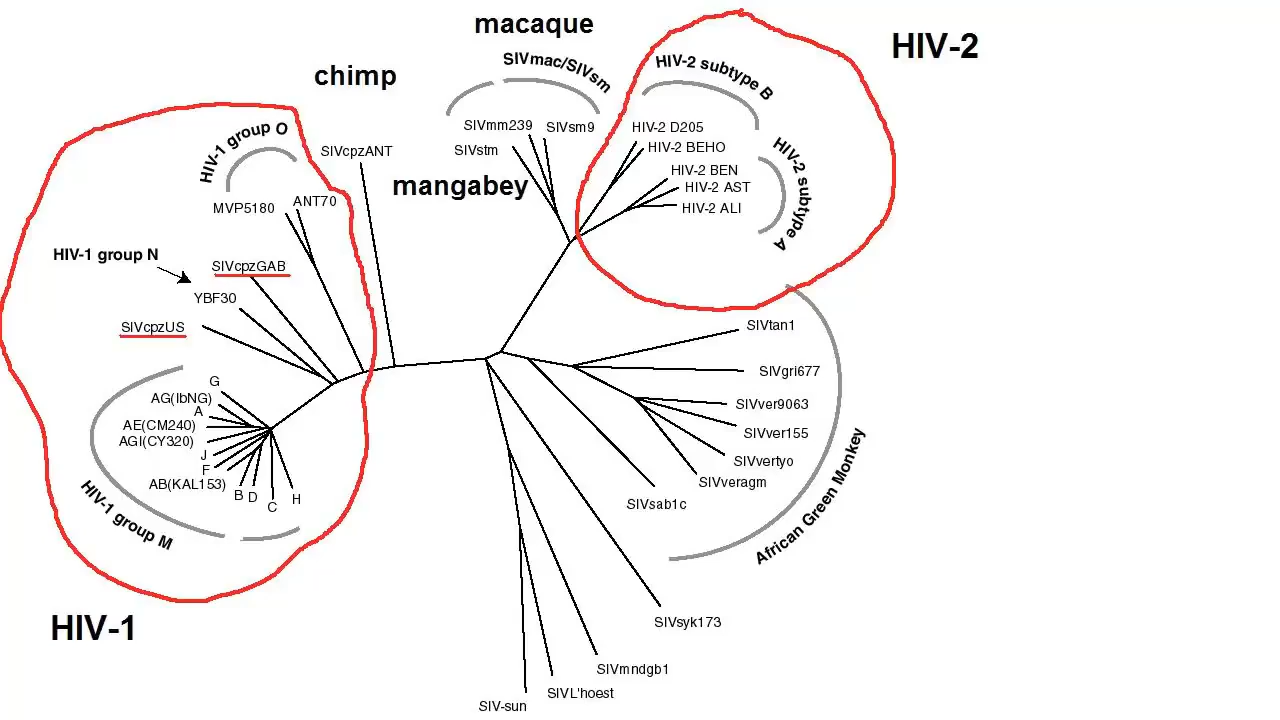 macaque
HIV-2
chimp
SIVmac/SIVsm
HIV-2 subtype B
HIV-1 group O
SIVmm239
SIVsm9
HIV-2 D205
SIVcpzANT
SIVstm
HIV-2 BEHO
HIV-2 BEN
mangabey
HIV-2 AST
HIV-2 subtype A
MVP5180
ANT70
HIV-2 ALI
HIV-1 group N
SIVcpzGAB
YBF30
SIVcpzUS
SIVtan1
SIVgri677
G
AG(IbNG)
A
SIVver9063
AE(CM240)
AGI(CY320)
SIVver155
J
SIVvertyo
F
AB(KAL153)
SIVveragm
B
D
H
C
SIVsab1c
African Green Monkey
HIV-1 group M
HIV-1
SIVsyk173
SIVmndgb1
SIVL'hoest
SIV-sun